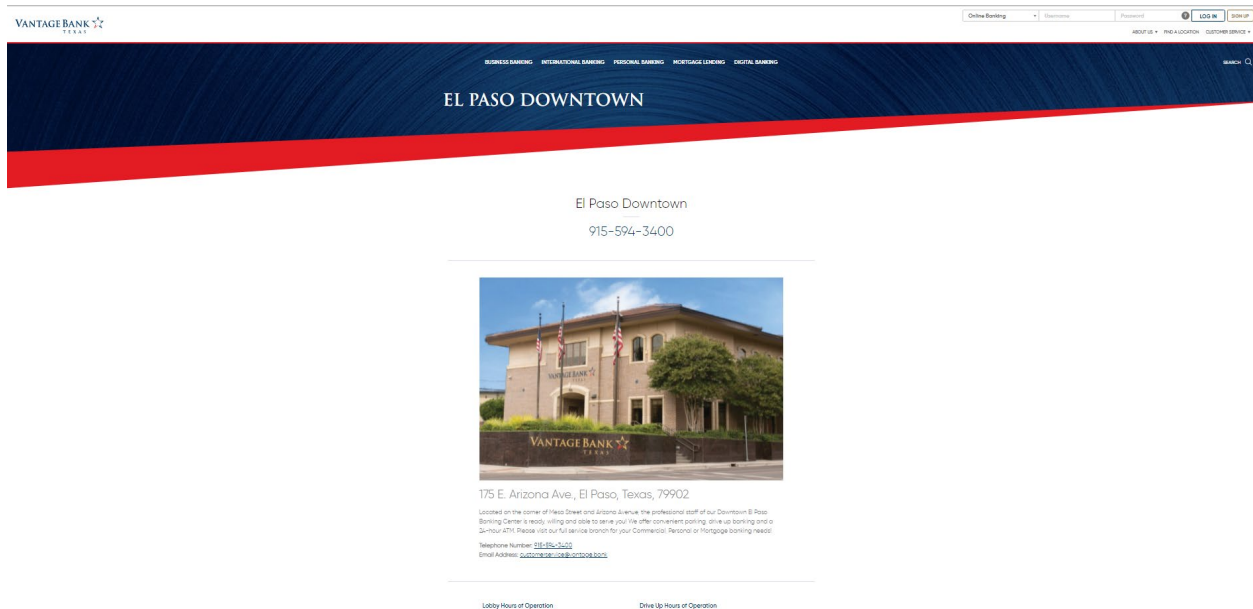 VANTAGE BANK
TEXAS
Online Banking Username Password ? LOG IN SIGN UP
ABOUT US FIND A LOCATION CUSTOMER SERVICE
BUSINESS BANKING INTERNATIONAL BANKING PERSONAL BANKING MORTGAGE LENDING DIGITAL BANKING
SEARCH
EL PASO DOWNTOWN
El Paso Downtown
915-594-3400
VANTAGE BANK
TEXAS
VANTAGE BANK
TEXAS
175 E. Arizona Ave., El Paso, Texas, 79902
Located on the corner of Mesa Street and Arizona Avenue, the professional staff of our Downtown El Paso
Banking Center is ready, willing and able to serve you! We offer convenient parking, drive up banking and a
24-hour ATM. Please visit our full service branch for your Commercial, Personal or Mortgage banking needs!
Telephone Number: 915-594-3400
Email Address: customerservice@vantage.bank
Lobby Hours of Operation Drive Up Hours of Operation